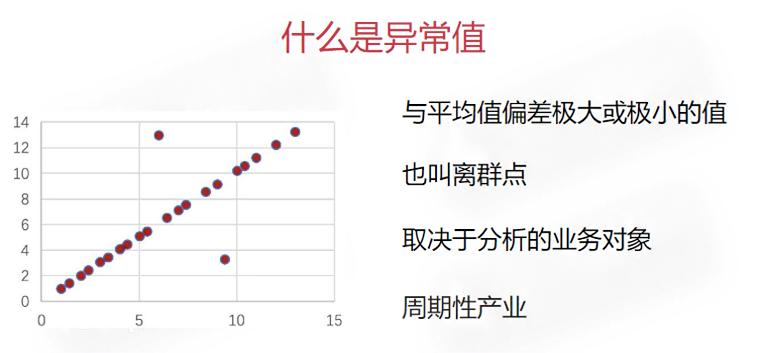 什么是异常值
与平均值偏差极大或极小的值
也叫离群点
取决于分析的业务对象
周期性产业
14
12
10
8
6
4
2
0
0 5 10 15